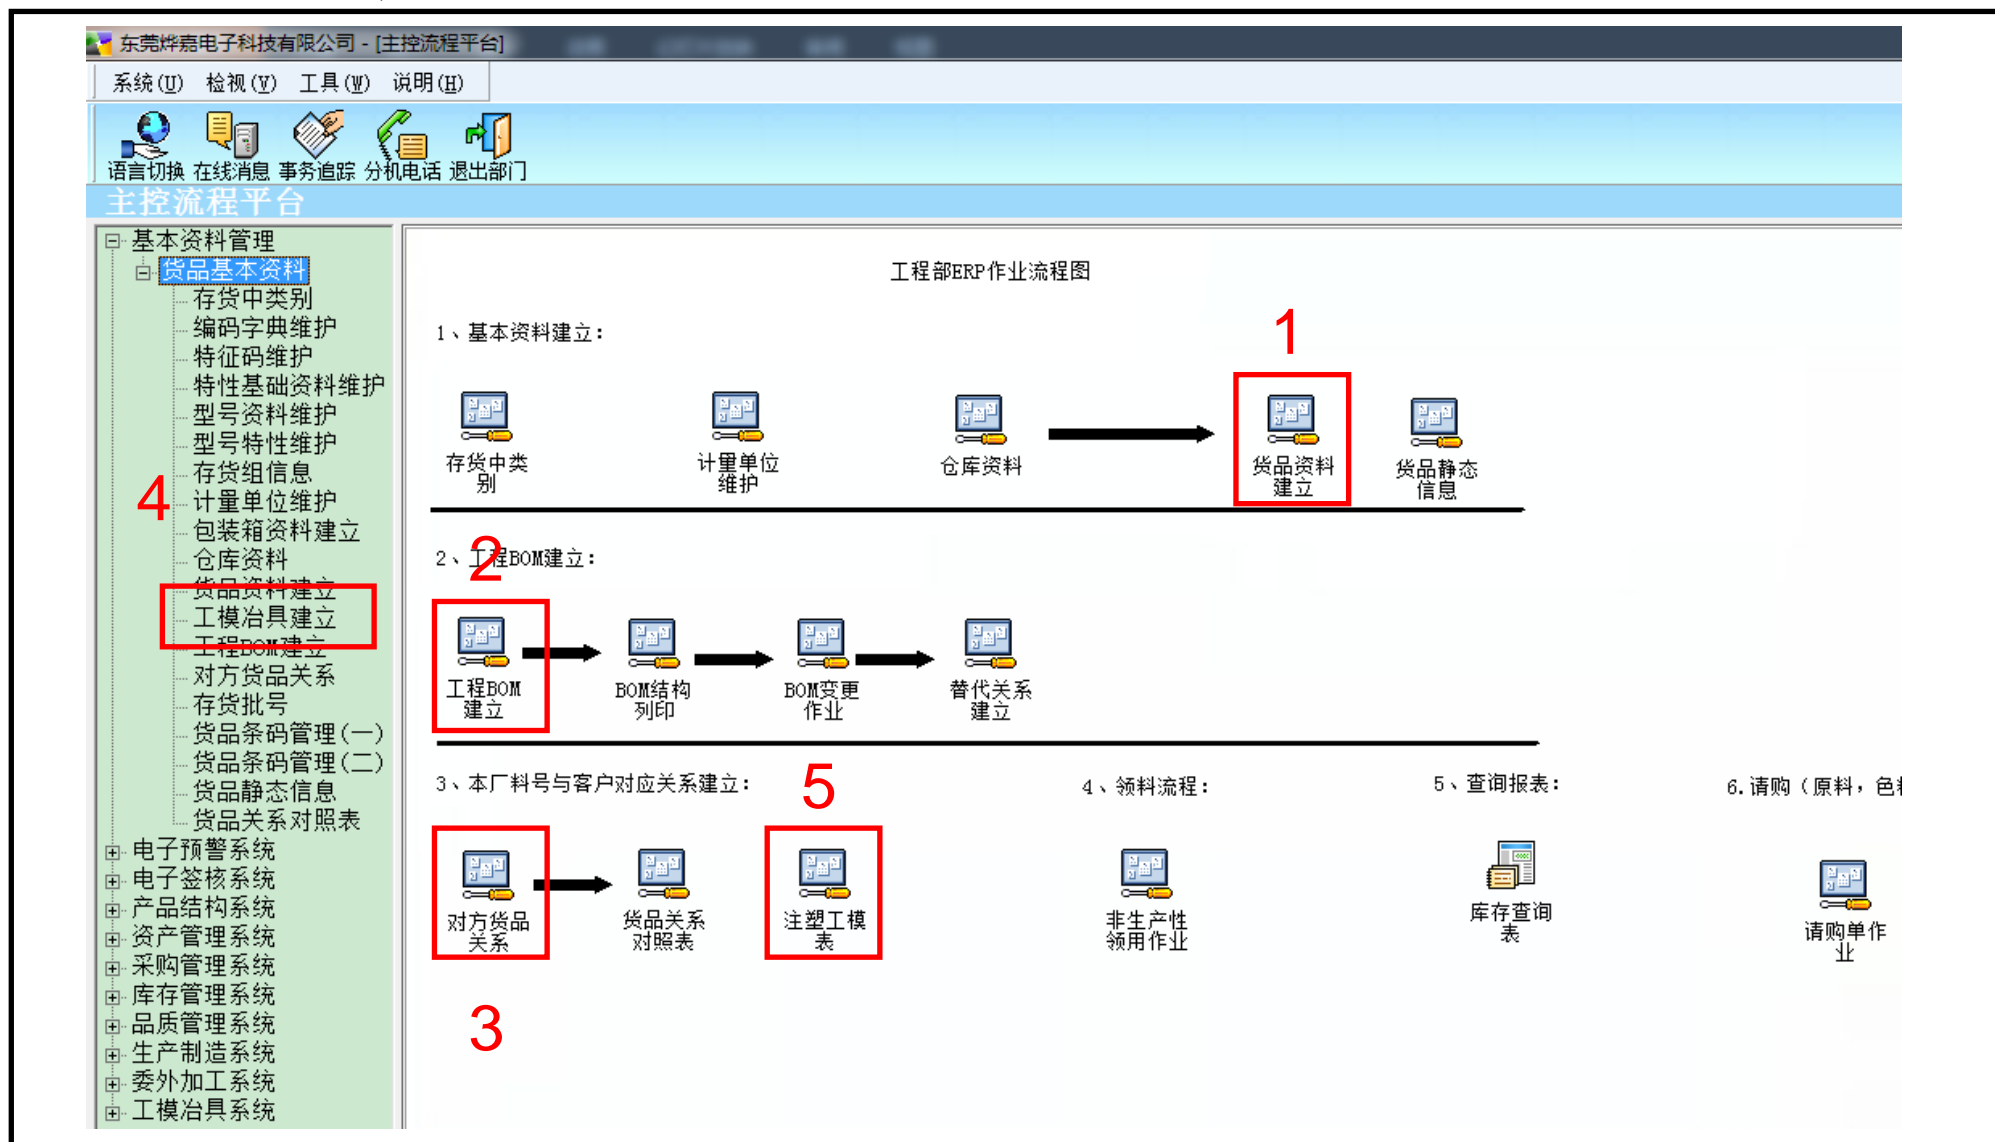 东莞烨嘉电子科技有限公司 - [主控流程平台]
系统(U) 检视(V) 工具(W) 说明(H)
语言切换 在线消息 事务追踪 分机电话 退出部门
主控流程平台
基本资料管理
货品基本资料
存货中类别
编码字典维护
特征码维护
特性基础资料维护
型号资料维护
型号特性维护
存货组信息
计量单位维护
包装箱资料建立
仓库资料
货品资料建立
工模冶具建立
工程BOM建立
对方货品关系
存货批号
货品条码管理(一)
货品条码管理(二)
货品静态信息
货品关系对照表
电子预警系统
电子签核系统
产品结构系统
资产管理系统
采购管理系统
库存管理系统
品质管理系统
生产制造系统
委外加工系统
工模冶具系统
4
工程部ERP作业流程图
1、基本资料建立：
1
存货中类
别
计量单位
维护
仓库资料
货品资料
建立
货品静态
信息
2、工程BOM建立：
2
工程BOM
建立
BOM结构
列印
BOM变更
作业
替代关系
建立
3、本厂料号与客户对应关系建立：
5
4、领料流程：
5、查询报表：
6.请购（原料，色
对方货品
关系
货品关系
对照表
注塑工模
表
非生产性
领用作业
库存查询
表
请购单作
业
3